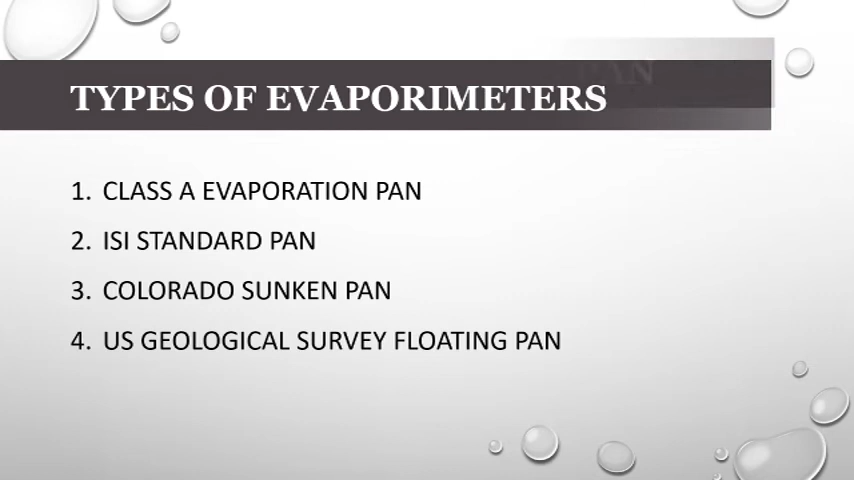 TYPES OF EVAPORIMETERS
1. CLASS A EVAPORATION PAN
2. ISI STANDARD PAN
3. COLORADO SUNKEN PAN
4. US GEOLOGICAL SURVEY FLOATING PAN